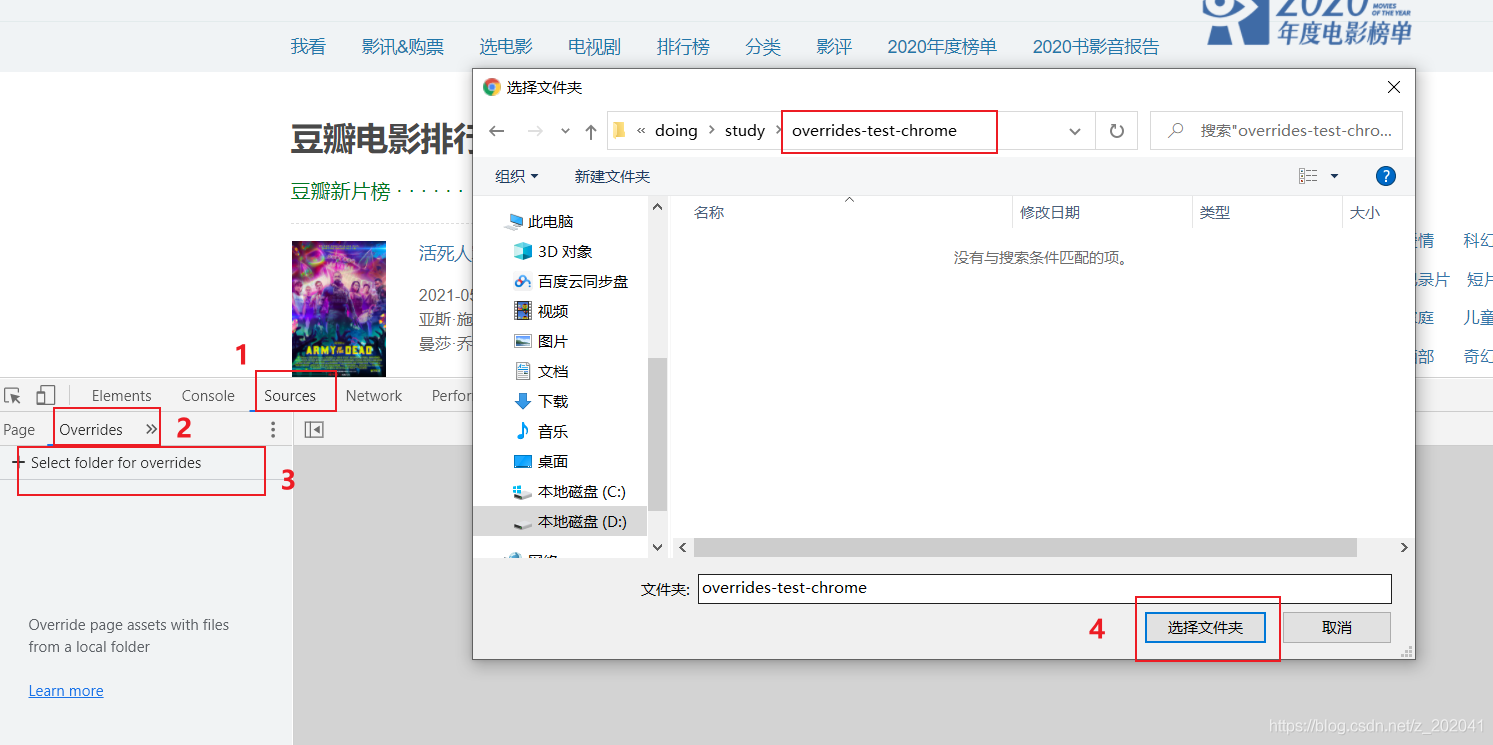 2020 MOVIES OF THE YEAR
年度电影榜单
我看 影讯&购票 选电影 电视剧 排行榜 分类 影评 2020年度榜单 2020书影音报告
豆瓣电影排行
豆瓣新片榜 · · · · · ·
活死人
2021-05
亚斯·施
曼莎·乔
ARMY OF THE DEAD
科幻
录片 短片
庭 儿童
部 奇幻
选择文件夹
« doing › study › overrides-test-chrome
搜索"overrides-test-chro...
组织 新建文件夹
?
此电脑
3D 对象
百度云同步盘
视频
图片
文档
下载
音乐
桌面
本地磁盘 (C:)
本地磁盘 (D:)
网络
名称 修改日期 类型 大小
没有与搜索条件匹配的项。
文件夹: overrides-test-chrome
选择文件夹 取消
4
1
Elements Console Sources Network Perfor
Page Overrides » 2
+ Select folder for overrides
3
Override page assets with files
from a local folder
Learn more
https://blog.csdn.net/z_202041